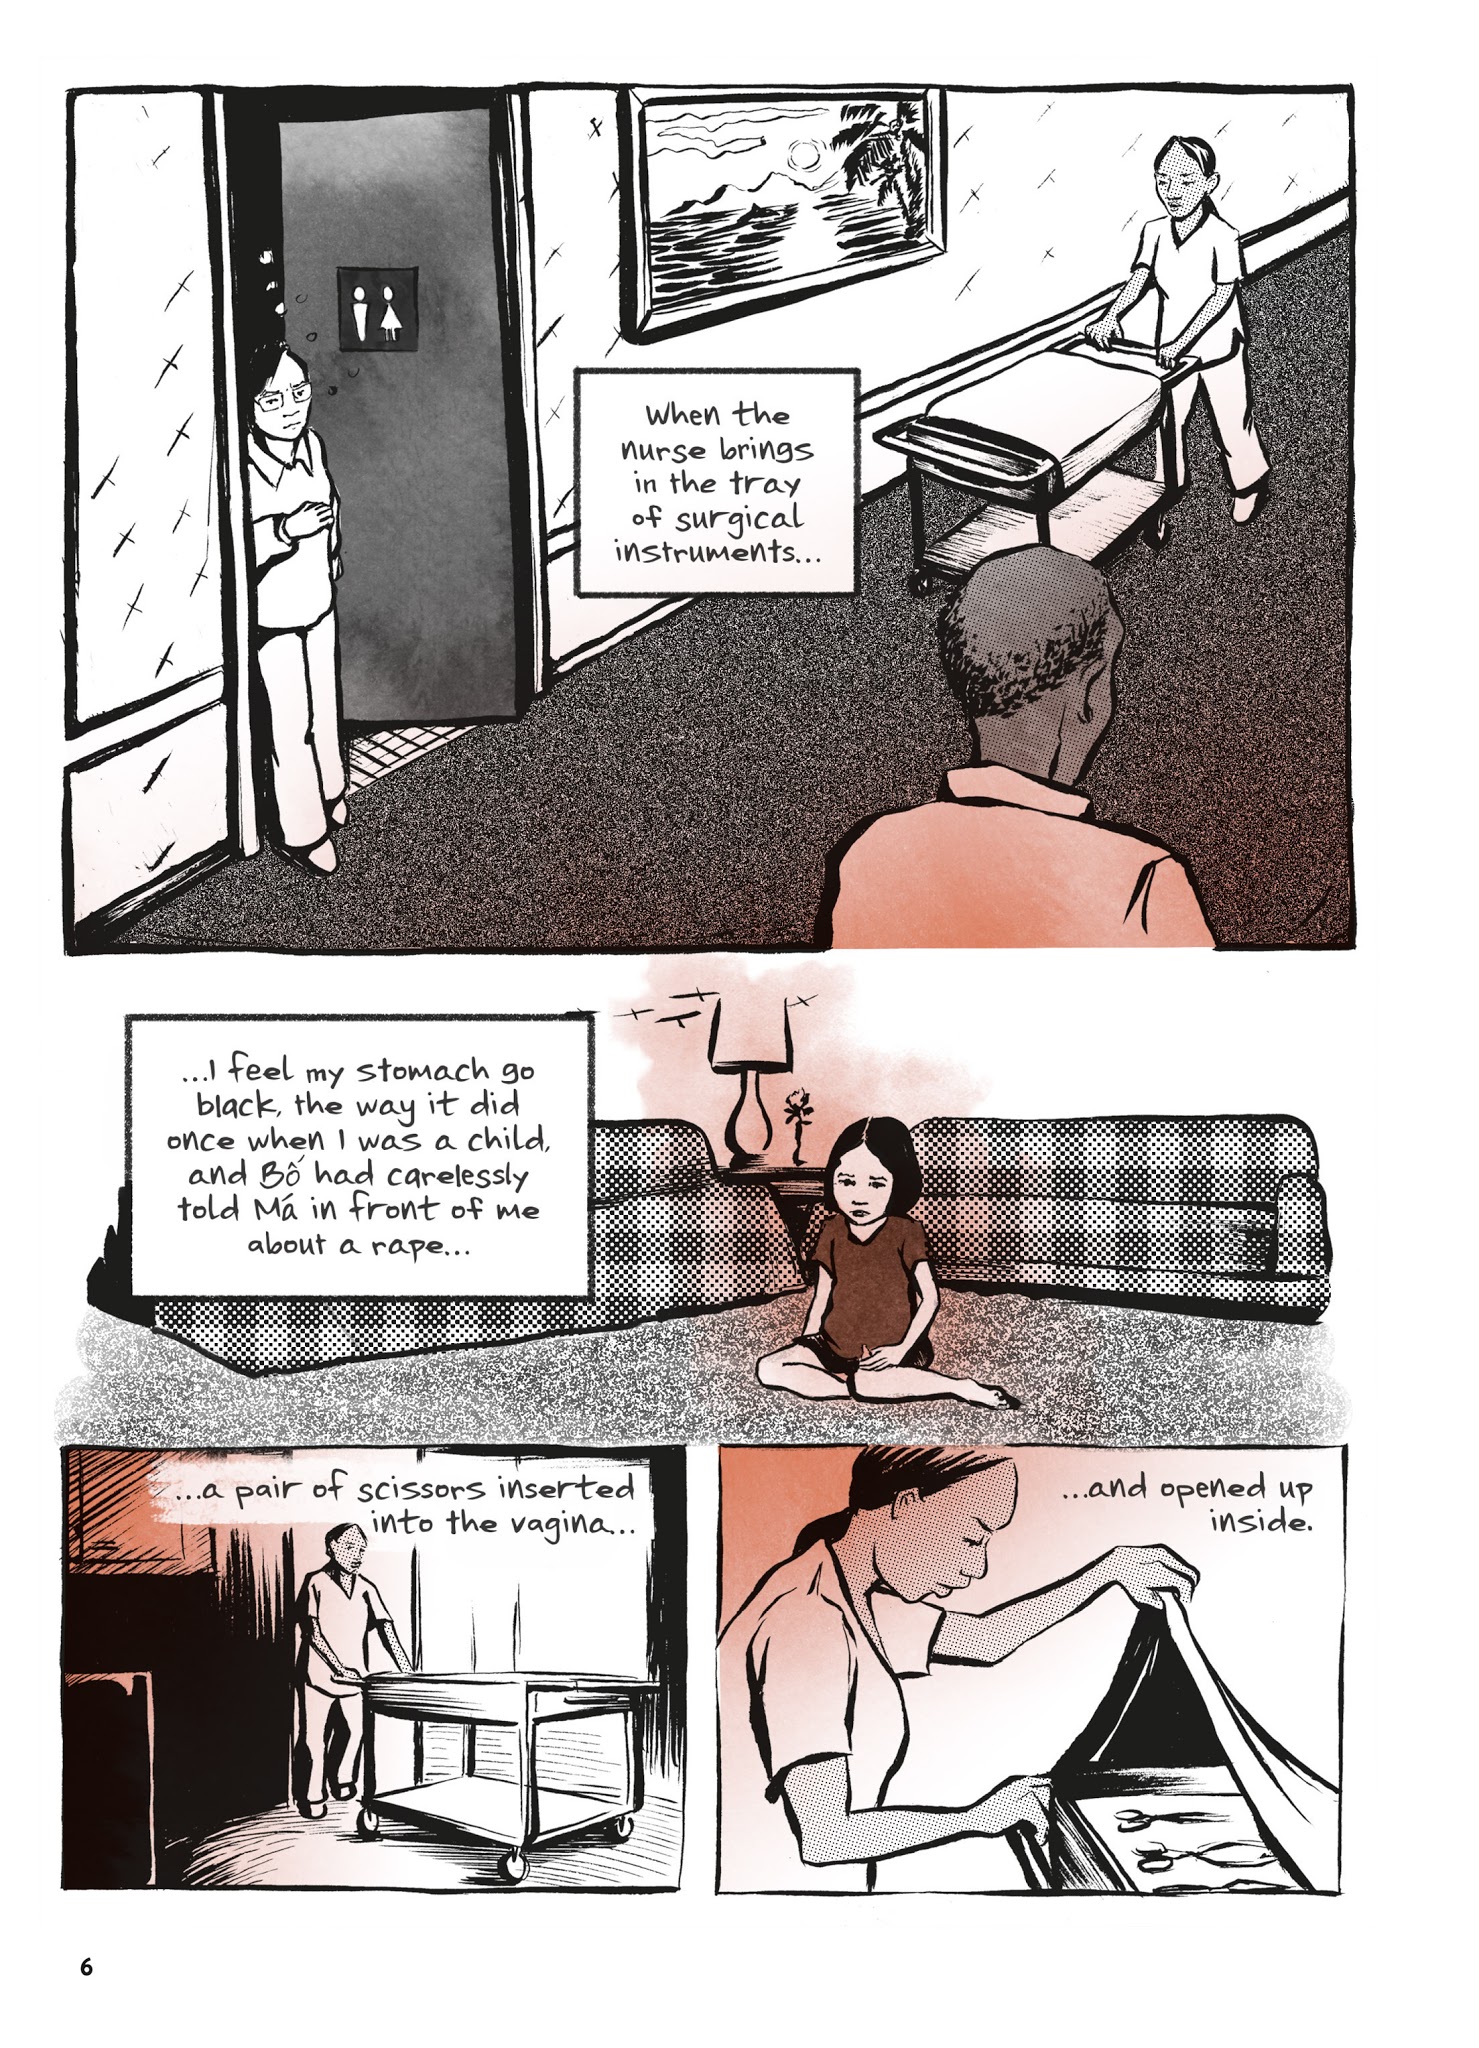 When the
nurse brings
in the tray
of surgical
instruments...
...I feel my stomach go
black, the way it did
once when I was a child,
and Bố had carelessly
told Má in front of me
about a rape...
...a pair of scissors inserted
into the vagina...
...and opened up
inside.
6